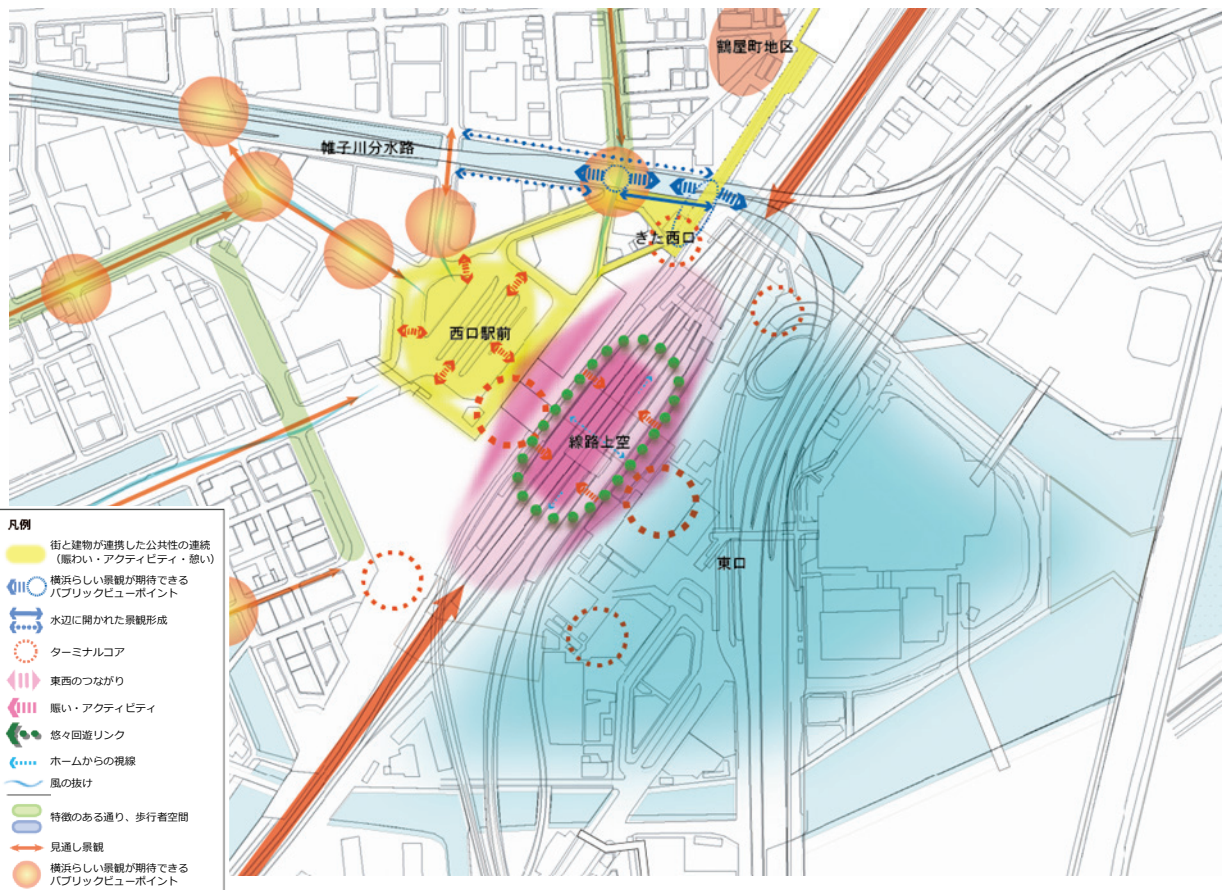 鶴屋町地区
帷子川分水路
きた西口
西口駅前
線路上空
東口
凡例
街と建物が連携した公共性の連続
（賑わい・アクティビティ・憩い）
横浜らしい景観が期待できる
パブリックビューポイント
水辺に開かれた景観形成
ターミナルコア
東西のつながり
賑い・アクティビティ
悠々回遊リンク
ホームからの視線
風の抜け
特徴のある通り、歩行者空間
見通し景観
横浜らしい景観が期待できる
パブリックビューポイント